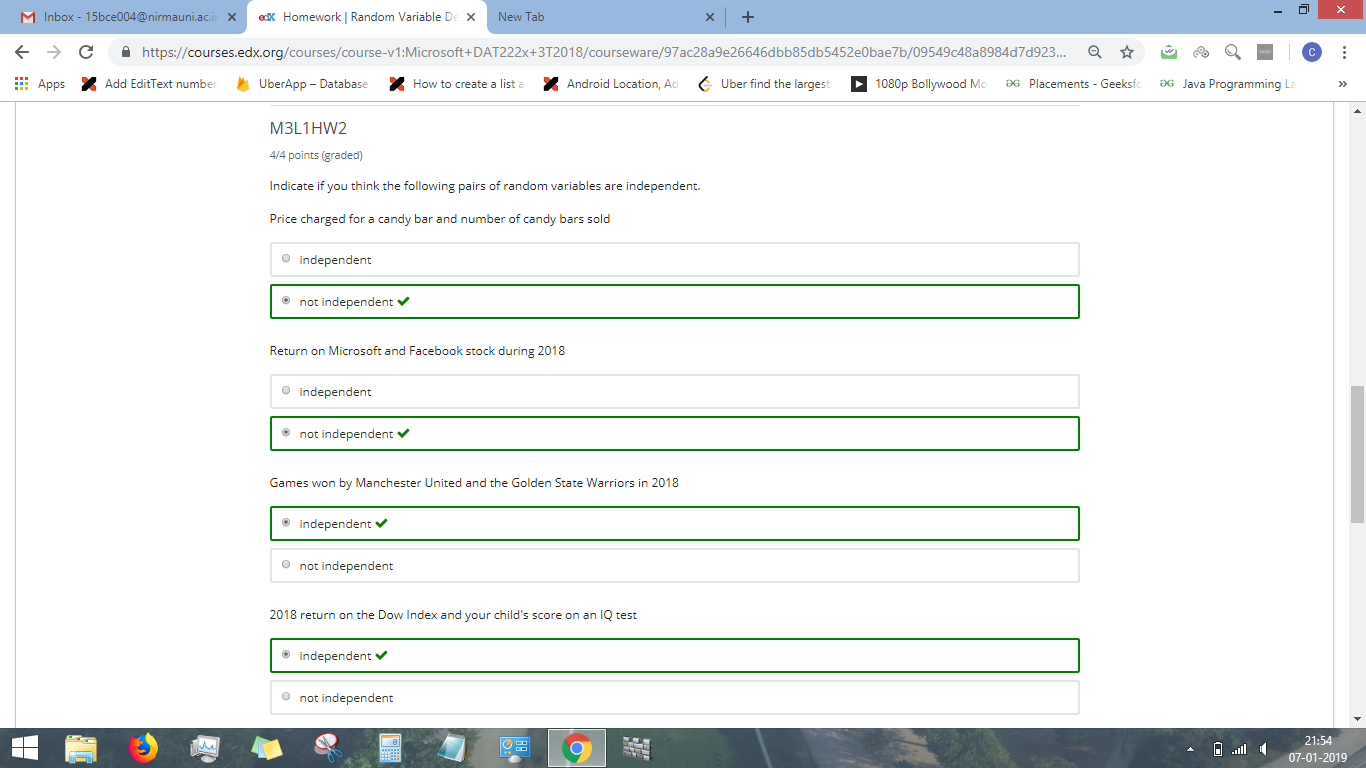 Inbox - 15bce004@nirmauni.ac.i
edX Homework | Random Variable De
New Tab
https://courses.edx.org/courses/course-v1:Microsoft+DAT222x+3T2018/courseware/97ac28a9e26646dbb85db5452e0bae7b/09549c48a8984d7d923...
C
Apps
Add EditText number
UberApp – Database
How to create a list a
Android Location, Ad
Uber find the largest
1080p Bollywood Mo
Placements - Geeksfo
Java Programming La
»
M3L1HW2
4/4 points (graded)
Indicate if you think the following pairs of random variables are independent.
Price charged for a candy bar and number of candy bars sold
independent
not independent
Return on Microsoft and Facebook stock during 2018
independent
not independent
Games won by Manchester United and the Golden State Warriors in 2018
independent
not independent
2018 return on the Dow Index and your child's score on an IQ test
independent
not independent
21:54
07-01-2019